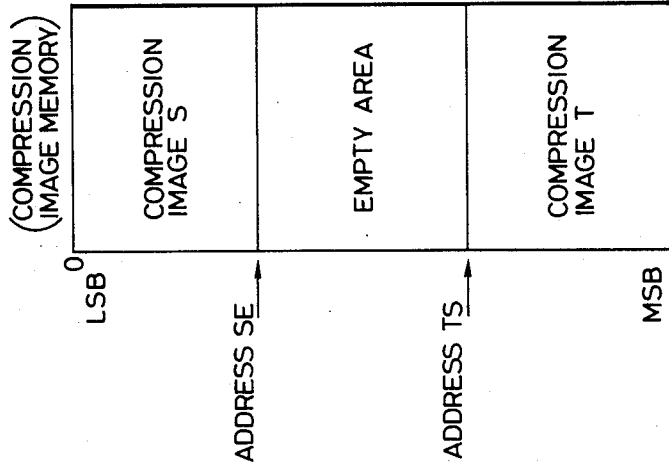 (COMPRESSION
IMAGE MEMORY)
0
LSB
COMPRESSION
IMAGE S
ADDRESS SE
EMPTY AREA
ADDRESS TS
COMPRESSION
IMAGE T
MSB